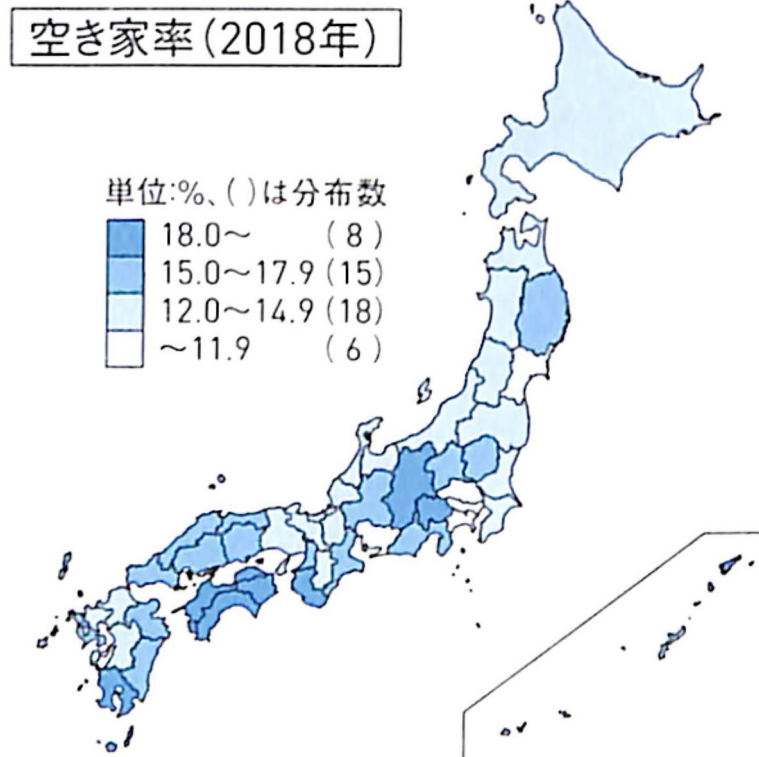 空き家率(2018年)
単位:%、( )は分布数
18.0～ (8)
15.0～17.9 (15)
12.0～14.9 (18)
～11.9 (6)